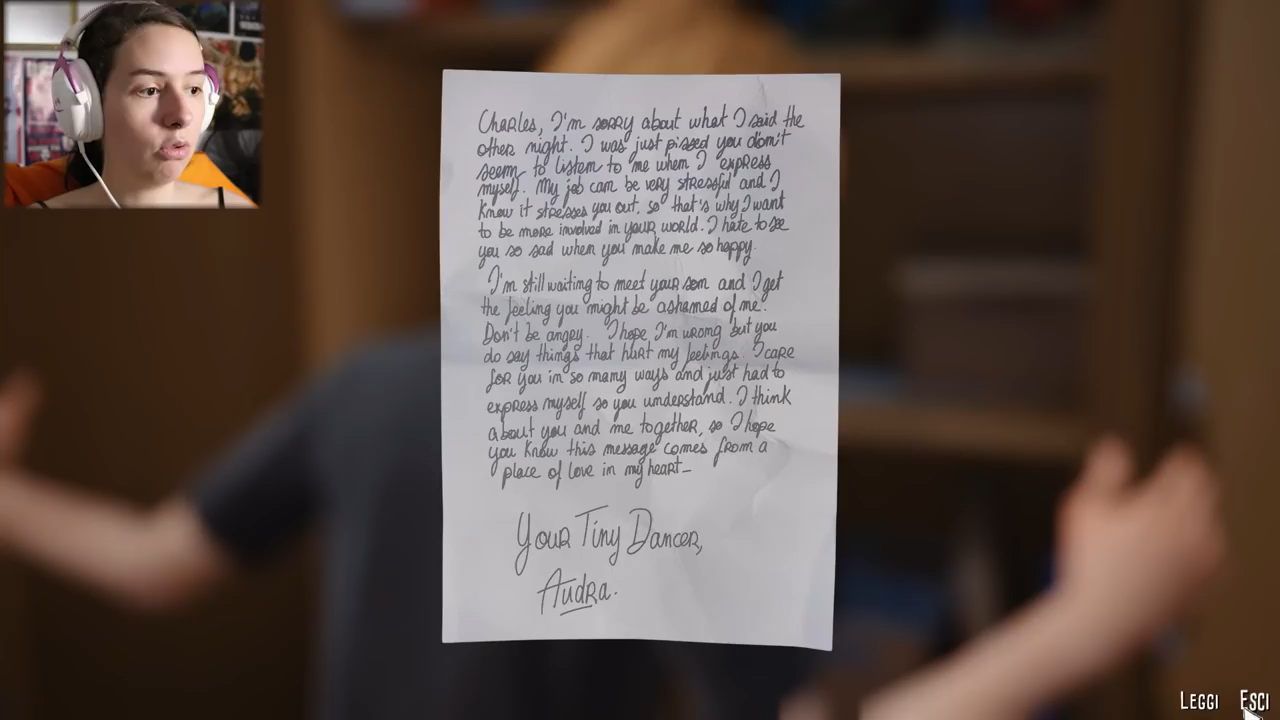 Charles, I'm sorry about what I said the
other night. I was just pissed you don't
seem to listen to me when I express
myself. My job can be very stressful and I
know it stresses you out, so that's why I want
to be more involved in your world. I hate to see
you so sad when you make me so happy.
I'm still waiting to meet your son and I get
the feeling you might be ashamed of me.
Don't be angry. I hope I'm wrong but you
do say things that hurt my feelings. I care
for you in so many ways and just had to
express myself so you understand. I think
about you and me together, so I hope
you know this message comes from a
place of love in my heart—
Your Tiny Dancer,
Audra.
Leggi Esci